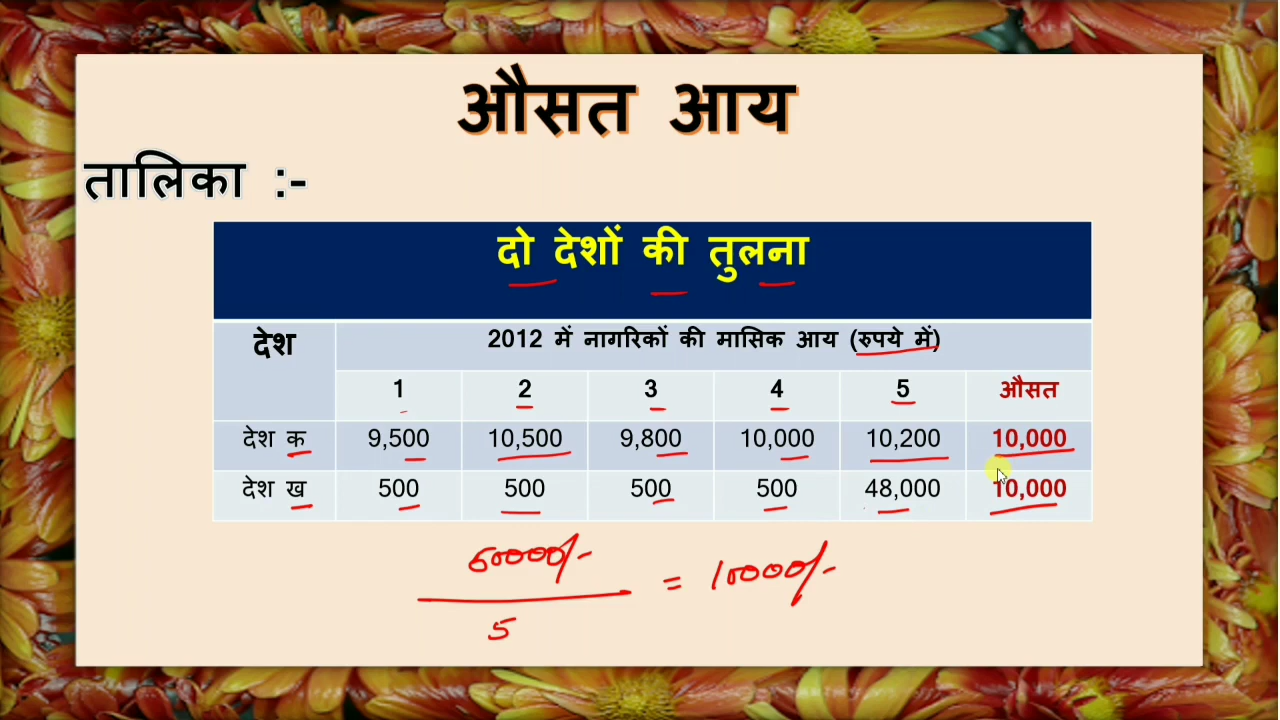 औसत आय
तालिका :-
दो देशों की तुलना
देश 2012 में नागरिकों की मासिक आय (रुपये में)
1 2 3 4 5 औसत
देश क 9,500 10,500 9,800 10,000 10,200 10,000
देश ख 500 500 500 500 48,000 10,000
50000/-
= 10000/-
5